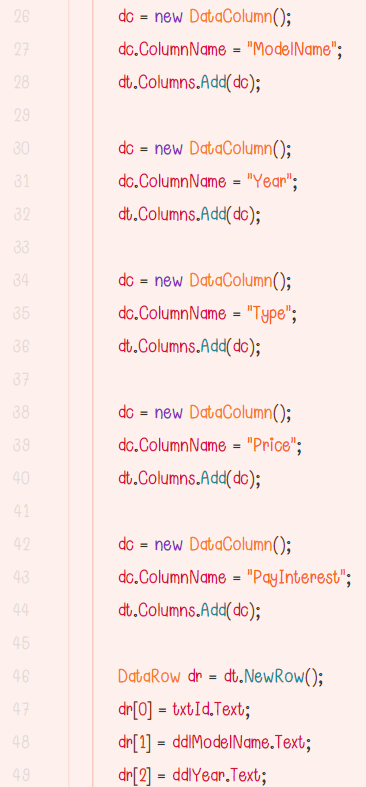 26 dc = new DataColumn();
27 dc.ColumnName = "ModelName";
28 dt.Columns.Add(dc);
29
30 dc = new DataColumn();
31 dc.ColumnName = "Year";
32 dt.Columns.Add(dc);
33
34 dc = new DataColumn();
35 dc.ColumnName = "Type";
36 dt.Columns.Add(dc);
37
38 dc = new DataColumn();
39 dc.ColumnName = "Price";
40 dt.Columns.Add(dc);
41
42 dc = new DataColumn();
43 dc.ColumnName = "PayInterest";
44 dt.Columns.Add(dc);
45
46 DataRow dr = dt.NewRow();
47 dr[0] = txtId.Text;
48 dr[1] = ddlModelName.Text;
49 dr[2] = ddlYear.Text;